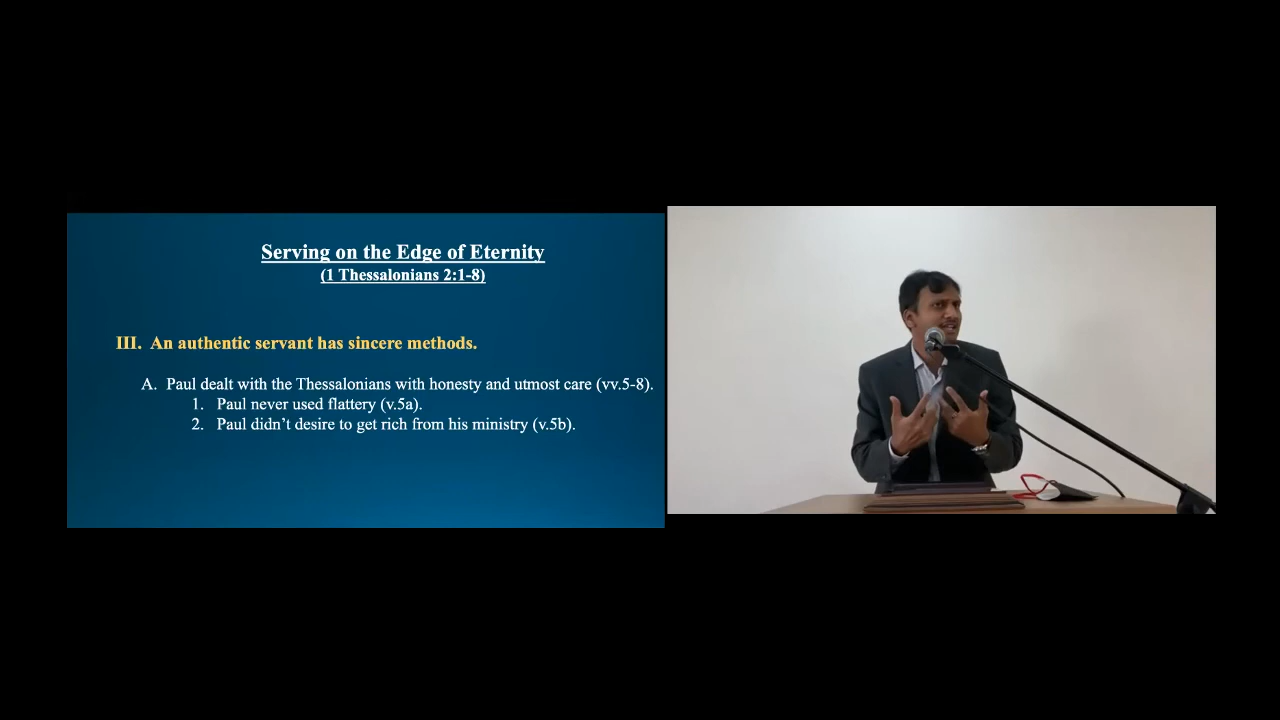 Serving on the Edge of Eternity
(1 Thessalonians 2:1-8)
III. An authentic servant has sincere methods.
A. Paul dealt with the Thessalonians with honesty and utmost care (vv.5-8).
1. Paul never used flattery (v.5a).
2. Paul didn’t desire to get rich from his ministry (v.5b).